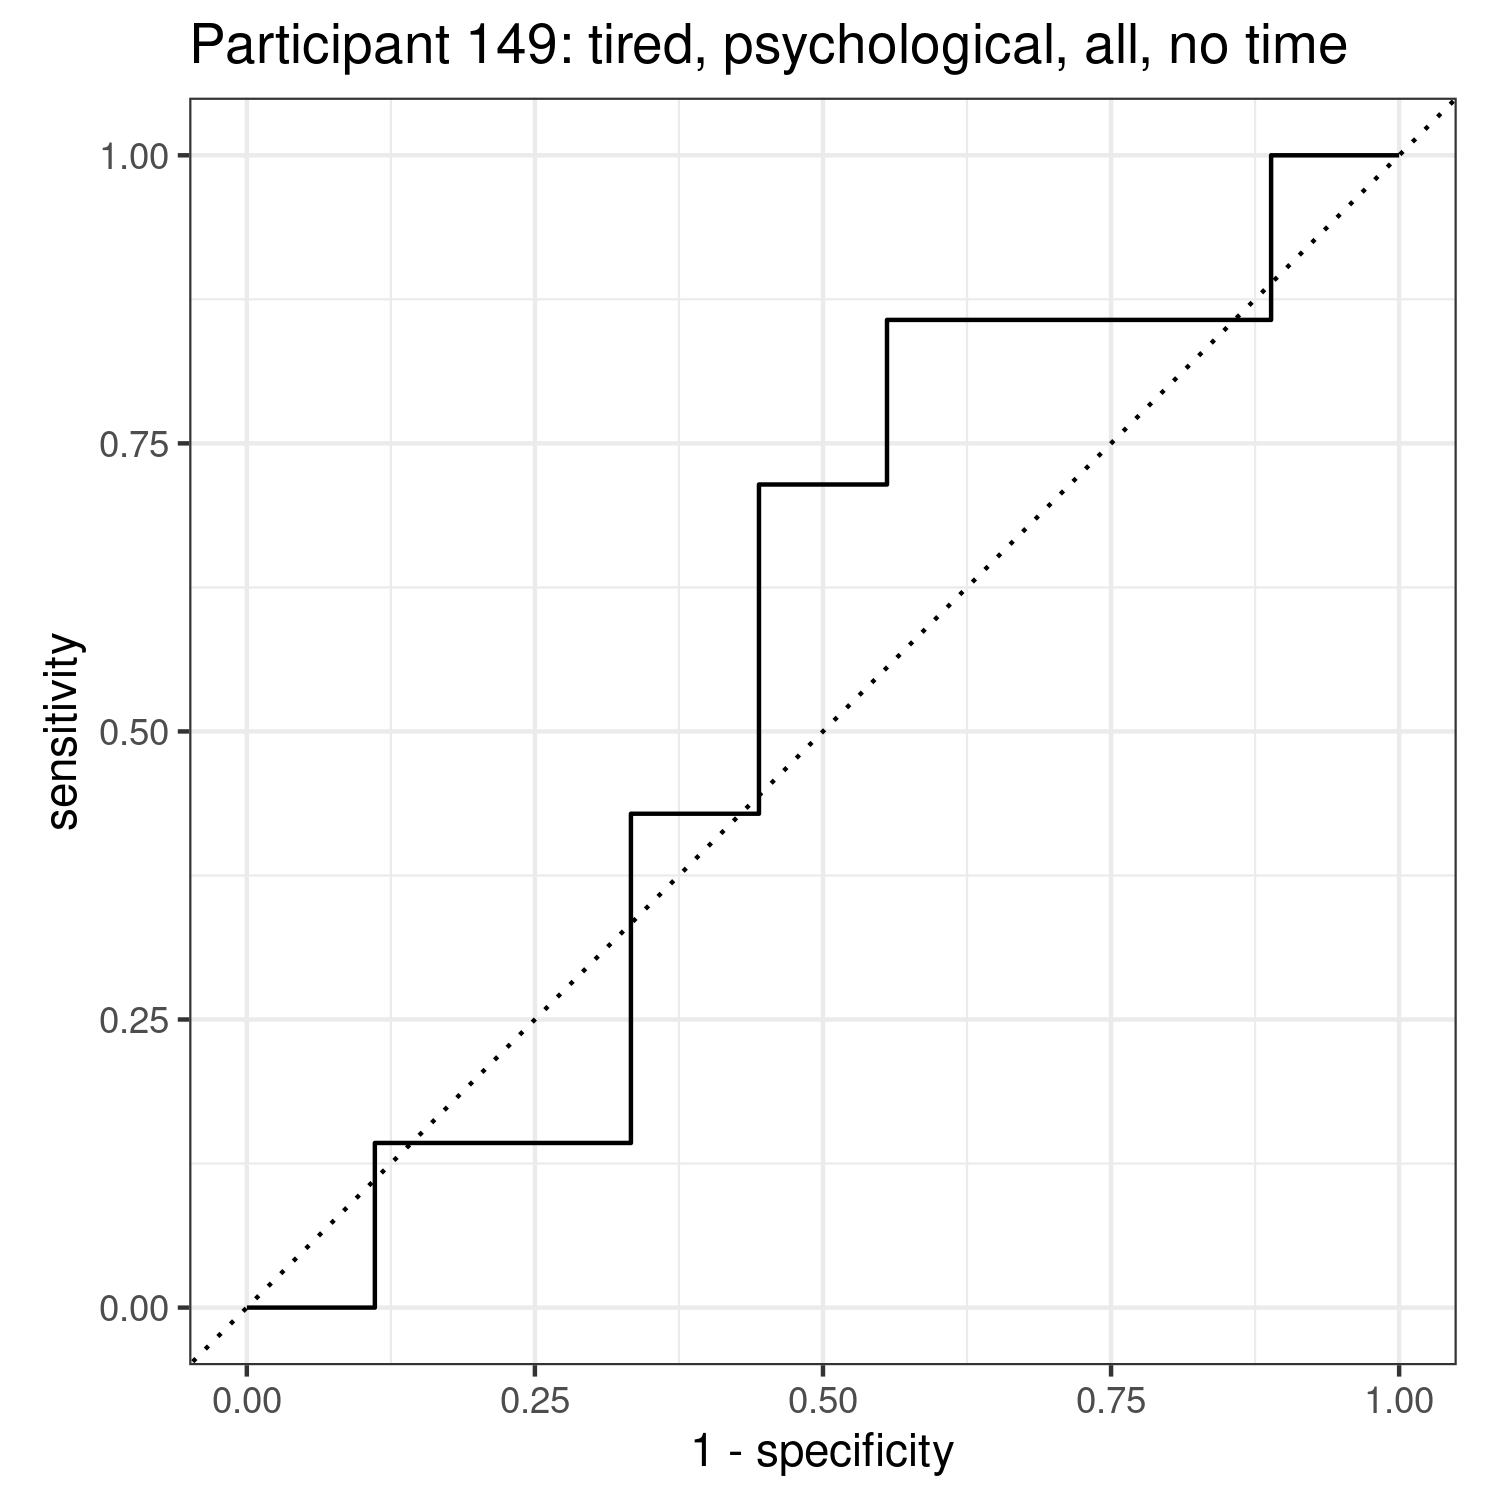 Participant 149: tired, psychological, all, no time
1.00
0.75
0.50
0.25
0.00
sensitivity
0.00 0.25 0.50 0.75 1.00
1 - specificity